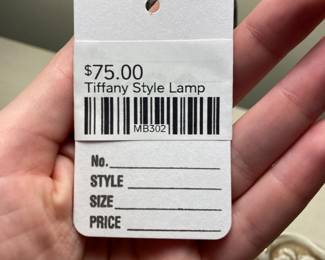 $75.00
Tiffany Style Lamp
MB302
No.
STYLE
SIZE
PRICE